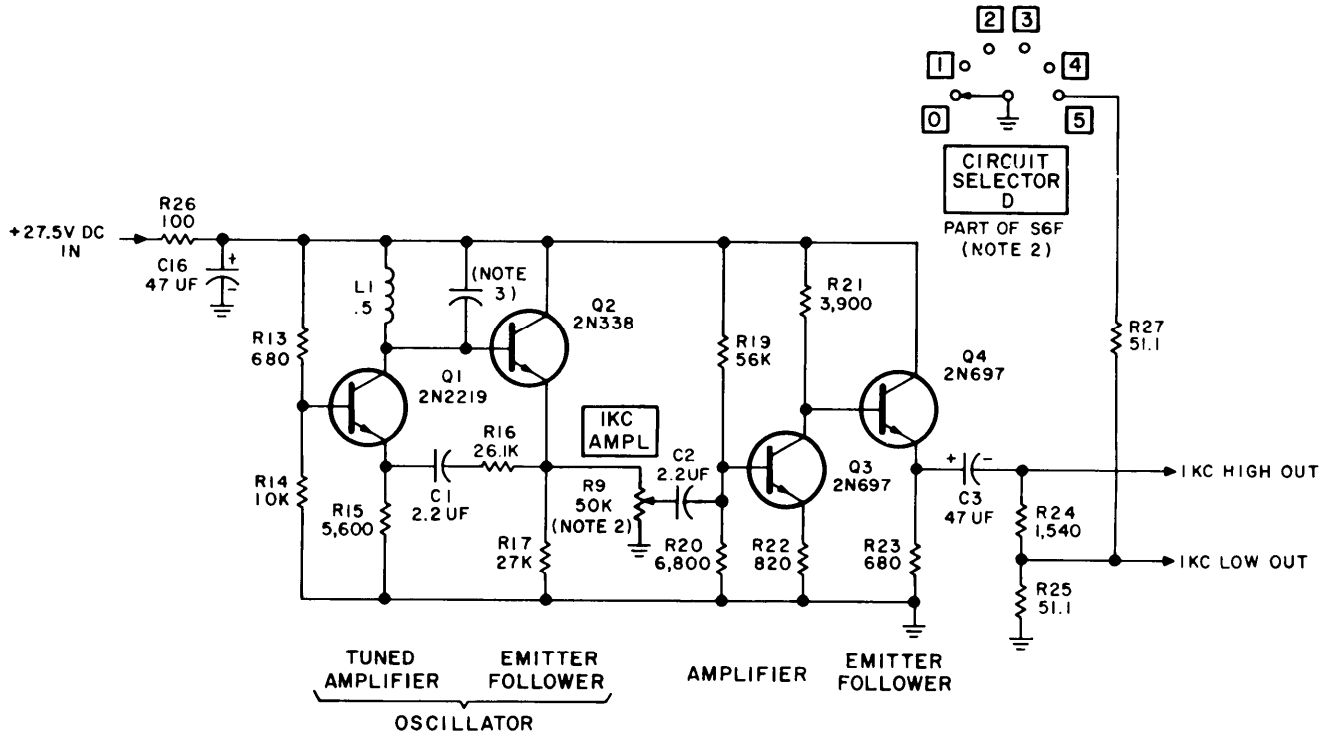 2
3
1
4
0
5
CIRCUIT
SELECTOR
D
PART OF S6F
(NOTE 2)
+27.5V DC
IN
R26
100
C16
47 UF
+
-
R13
680
L1
.5
(NOTE
3)
Q2
2N338
Q1
2N2219
R14
10K
R15
5,600
C1
2.2 UF
R16
26.1K
1KC
AMPL
R9
50K
(NOTE 2)
R17
27K
C2
2.2UF
R19
56K
R20
6,800
R21
3,900
Q3
2N697
R22
820
Q4
2N697
R23
680
+
-
C3
47 UF
R27
51.1
1KC HIGH OUT
R24
1,540
1KC LOW OUT
R25
51.1
TUNED
AMPLIFIER
EMITTER
FOLLOWER
AMPLIFIER
EMITTER
FOLLOWER
OSCILLATOR